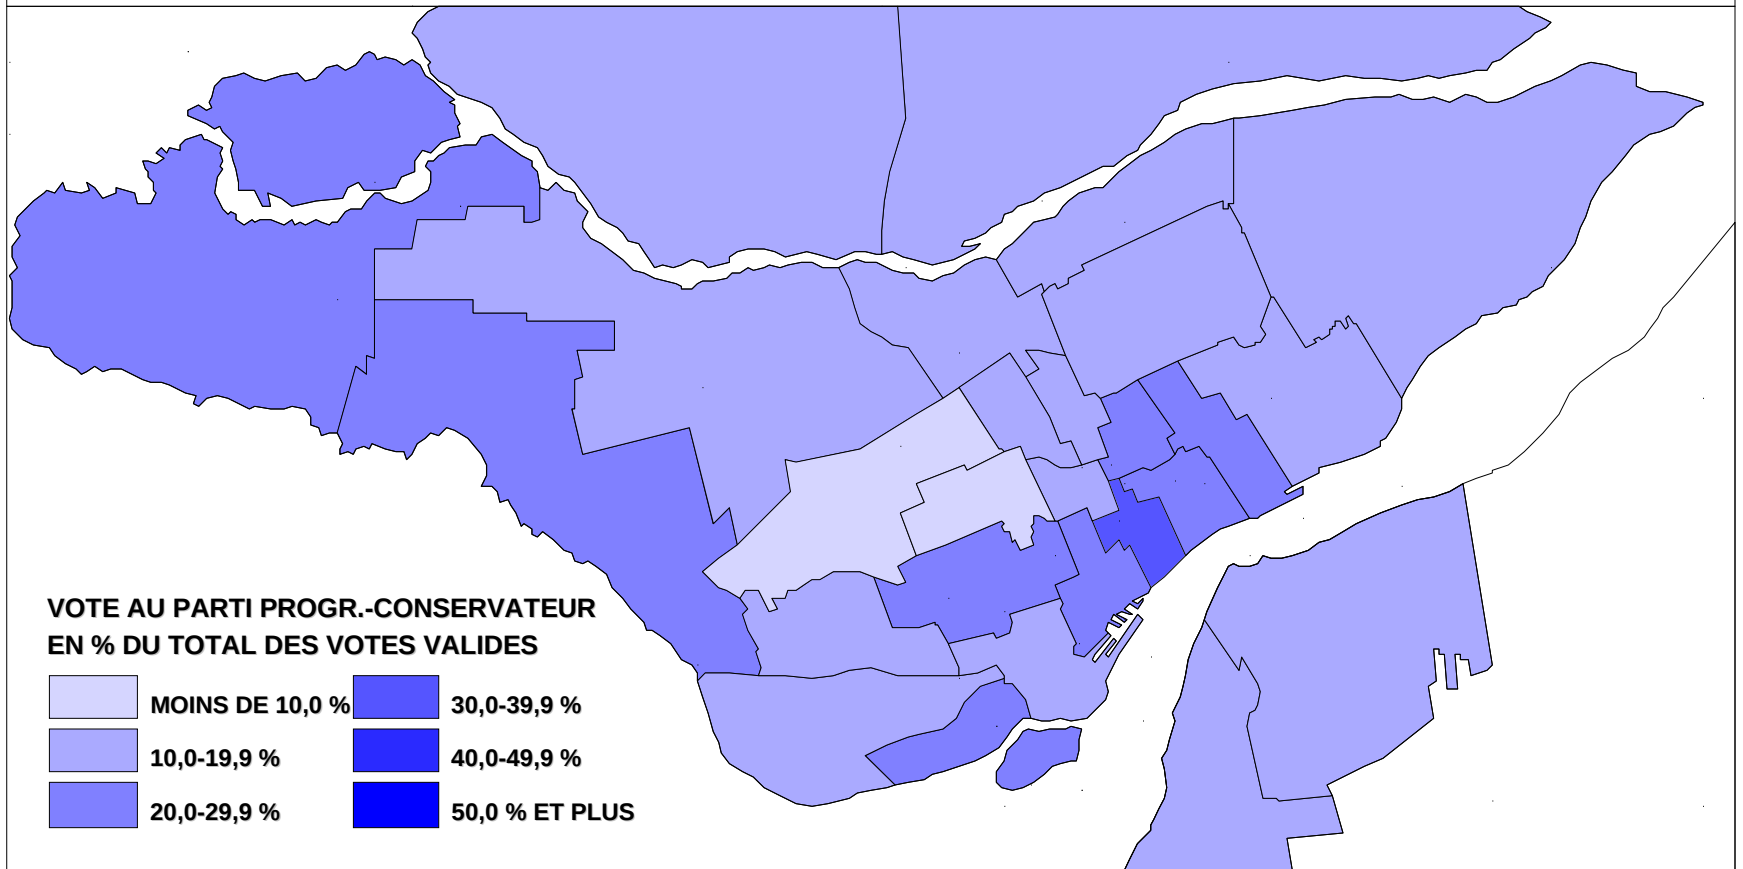 VOTE AU PARTI PROGR.-CONSERVATEUR
EN % DU TOTAL DES VOTES VALIDES
MOINS DE 10,0 %
10,0-19,9 %
20,0-29,9 %
30,0-39,9 %
40,0-49,9 %
50,0 % ET PLUS